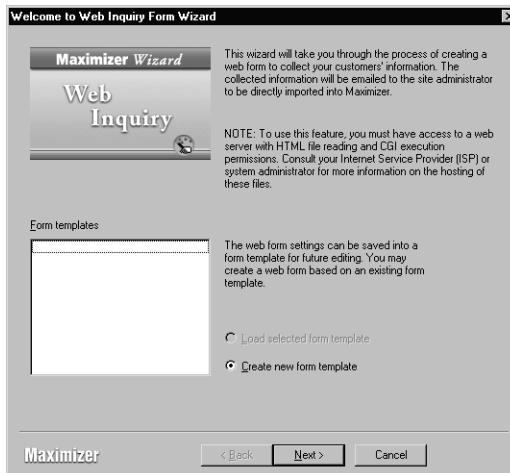 Welcome to Web Inquiry Form Wizard
Maximizer Wizard
Web
Inquiry
This wizard will take you through the process of creating a
web form to collect your customers' information. The
collected information will be emailed to the site administrator
to be directly imported into Maximizer.
NOTE: To use this feature, you must have access to a web
server with HTML file reading and CGI execution
permissions. Consult your Internet Service Provider (ISP) or
system administrator for more information on the hosting of
these files.
Form templates
The web form settings can be saved into a
form template for future editing. You may
create a web form based on an existing form
template.
Load selected form template
Create new form template
Maximizer
< Back
Next >
Cancel